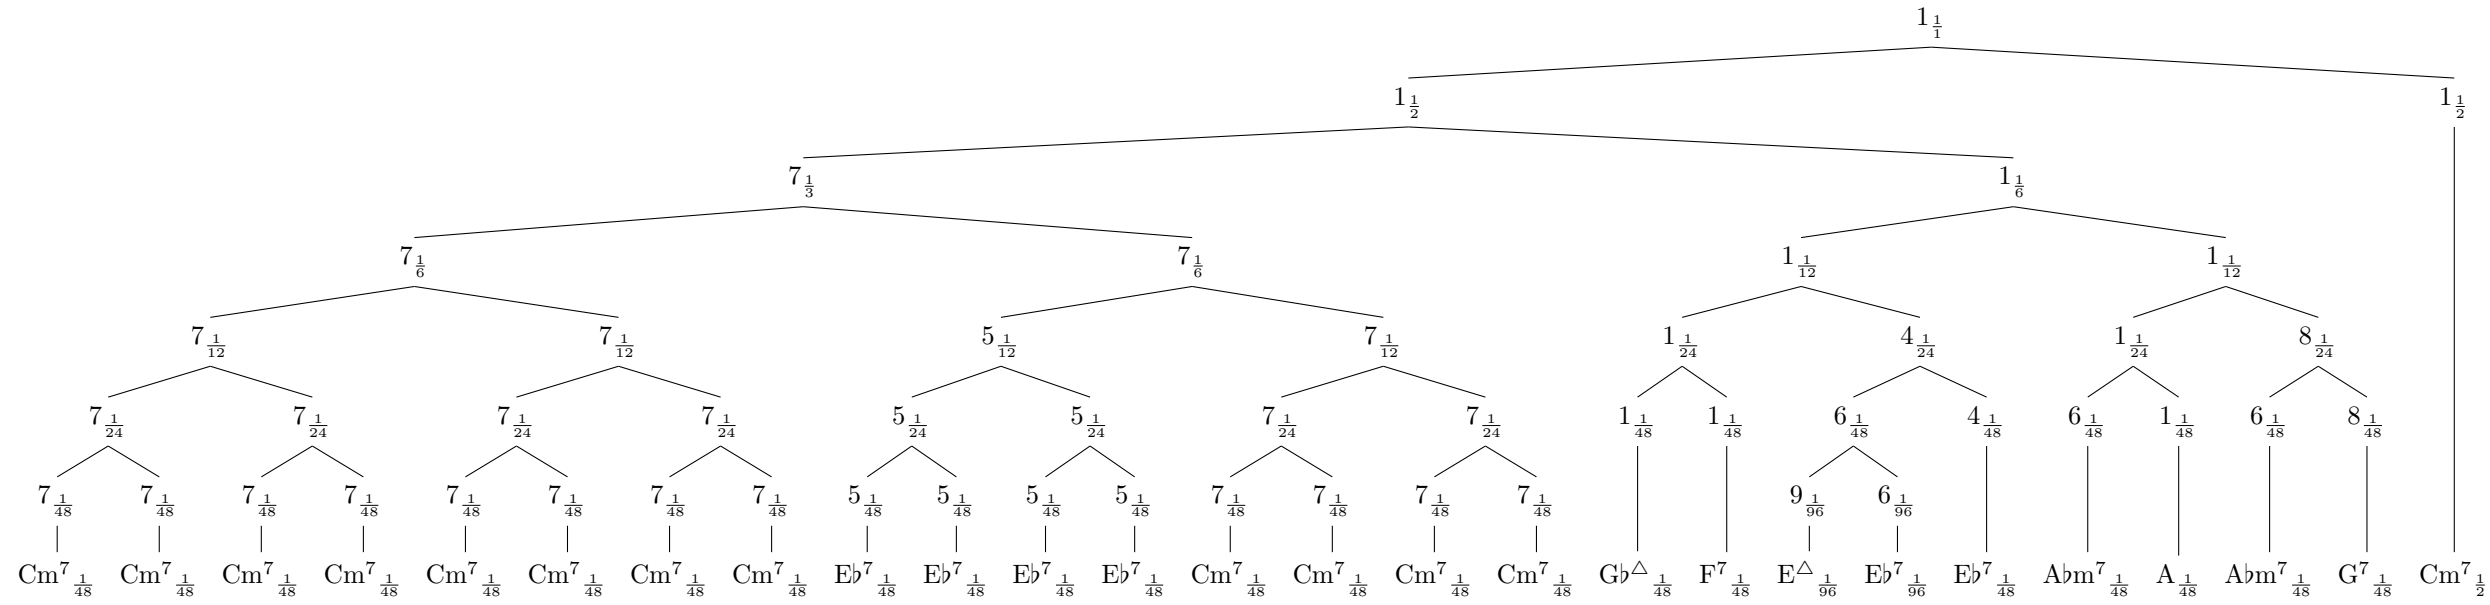 1 1/1
1 1/2 1 1/2
7 1/3 1 1/6
7 1/6 7 1/6 1 1/12 1 1/12
7 1/12 7 1/12 5 1/12 7 1/12 1 1/24 4 1/24 1 1/24 8 1/24
7 1/24 7 1/24 7 1/24 7 1/24 5 1/24 5 1/24 7 1/24 7 1/24 1 1/48 1 1/48 6 1/48 4 1/48 6 1/48 1 1/48 6 1/48 8 1/48
7 1/48 7 1/48 7 1/48 7 1/48 7 1/48 7 1/48 7 1/48 7 1/48 5 1/48 5 1/48 5 1/48 5 1/48 7 1/48 7 1/48 7 1/48 7 1/48 9 1/96 6 1/96
Cm⁷ 1/48 Cm⁷ 1/48 Cm⁷ 1/48 Cm⁷ 1/48 Cm⁷ 1/48 Cm⁷ 1/48 Cm⁷ 1/48 Cm⁷ 1/48 E♭⁷ 1/48 E♭⁷ 1/48 E♭⁷ 1/48 E♭⁷ 1/48 Cm⁷ 1/48 Cm⁷ 1/48 Cm⁷ 1/48 Cm⁷ 1/48 G♭△ 1/48 F⁷ 1/48 E△ 1/96 E♭⁷ 1/96 E♭⁷ 1/48 A♭m⁷ 1/48 A 1/48 A♭m⁷ 1/48 G⁷ 1/48 Cm⁷ 1/2